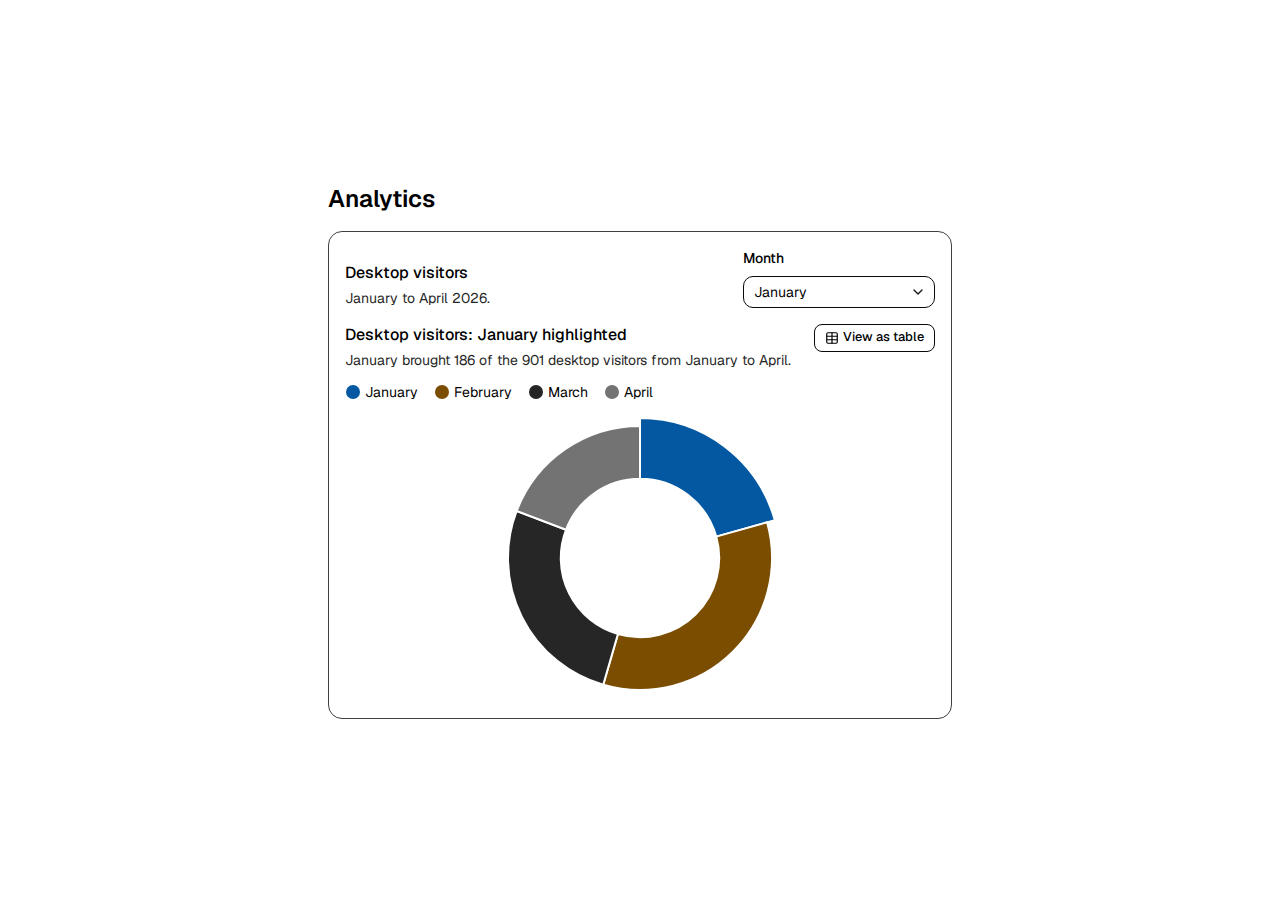 Analytics
Desktop visitors
January to April 2026.
Month
January
Desktop visitors: January highlighted
January brought 186 of the 901 desktop visitors from January to April.
View as table
January
February
March
April